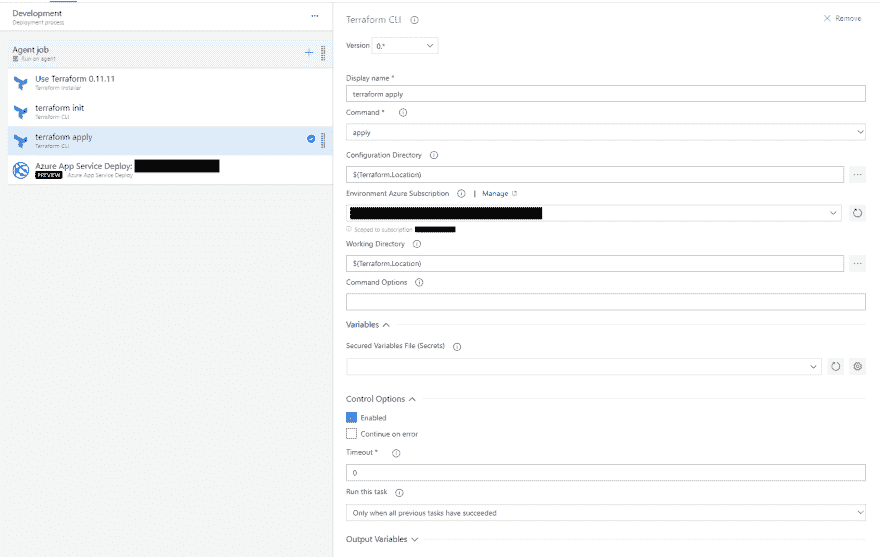 Development
Deployment process
Agent job
Run on agent
Use Terraform 0.11.11
Terraform Installer
terraform init
Terraform CLI
terraform apply
Terraform CLI
Azure App Service Deploy:
PREVIEW Azure App Service Deploy
Terraform CLI
Remove
Version 0.*
Display name *
terraform apply
Command *
apply
Configuration Directory
$(Terraform.Location)
Environment Azure Subscription | Manage
Scoped to subscription
Working Directory
$(Terraform.Location)
Command Options
Variables
Secured Variables File (Secrets)
Control Options
Enabled
Continue on error
Timeout *
0
Run this task
Only when all previous tasks have succeeded
Output Variables